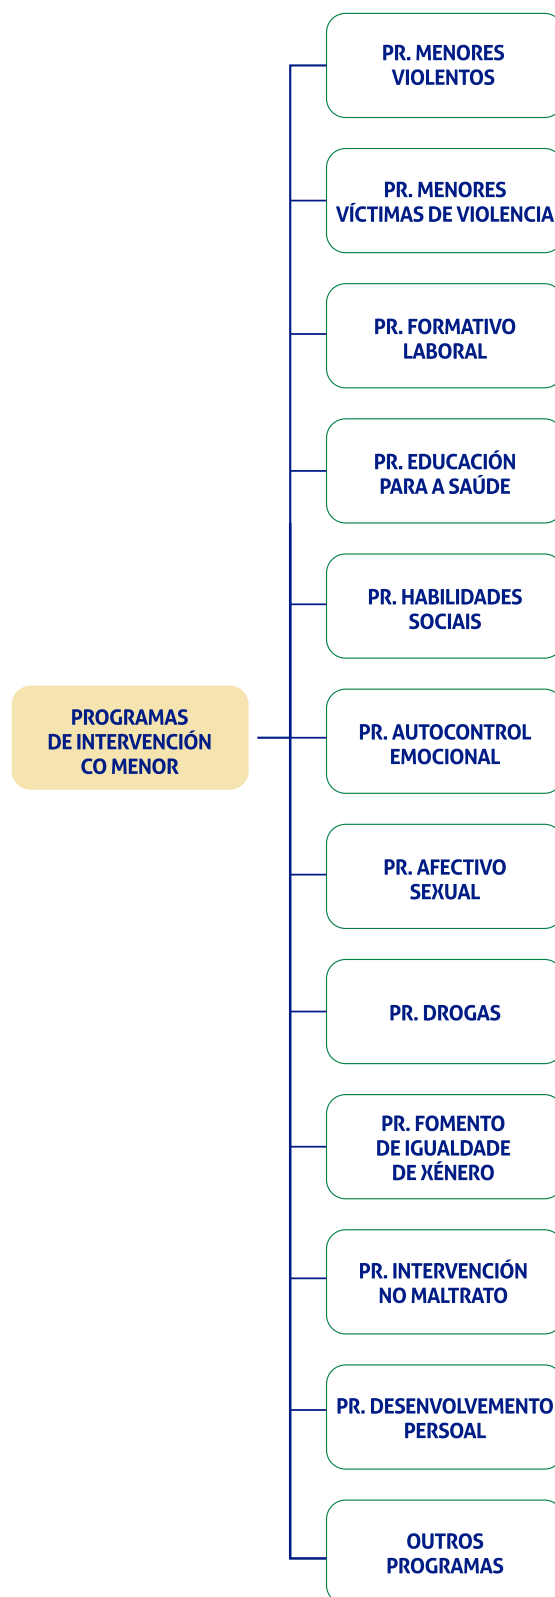 PR. MENORES
VIOLENTOS
PR. MENORES
VÍCTIMAS DE VIOLENCIA
PR. FORMATIVO
LABORAL
PR. EDUCACIÓN
PARA A SAÚDE
PR. HABILIDADES
SOCIAIS
PROGRAMAS
DE INTERVENCIÓN
CO MENOR
PR. AUTOCONTROL
EMOCIONAL
PR. AFECTIVO
SEXUAL
PR. DROGAS
PR. FOMENTO
DE IGUALDADE
DE XÉNERO
PR. INTERVENCIÓN
NO MALTRATO
PR. DESENVOLVEMENTO
PERSOAL
OUTROS
PROGRAMAS